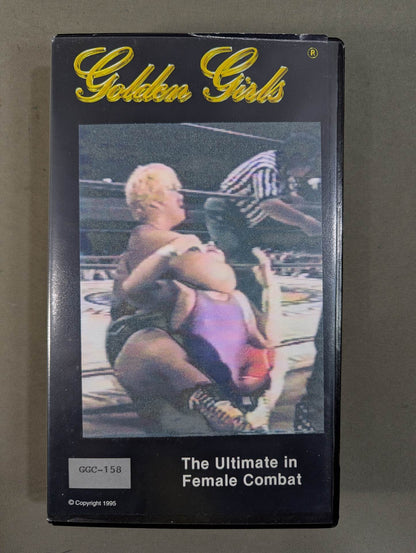 Golden Girls ®
GGC-158
The Ultimate in
Female Combat
© Copyright 1995